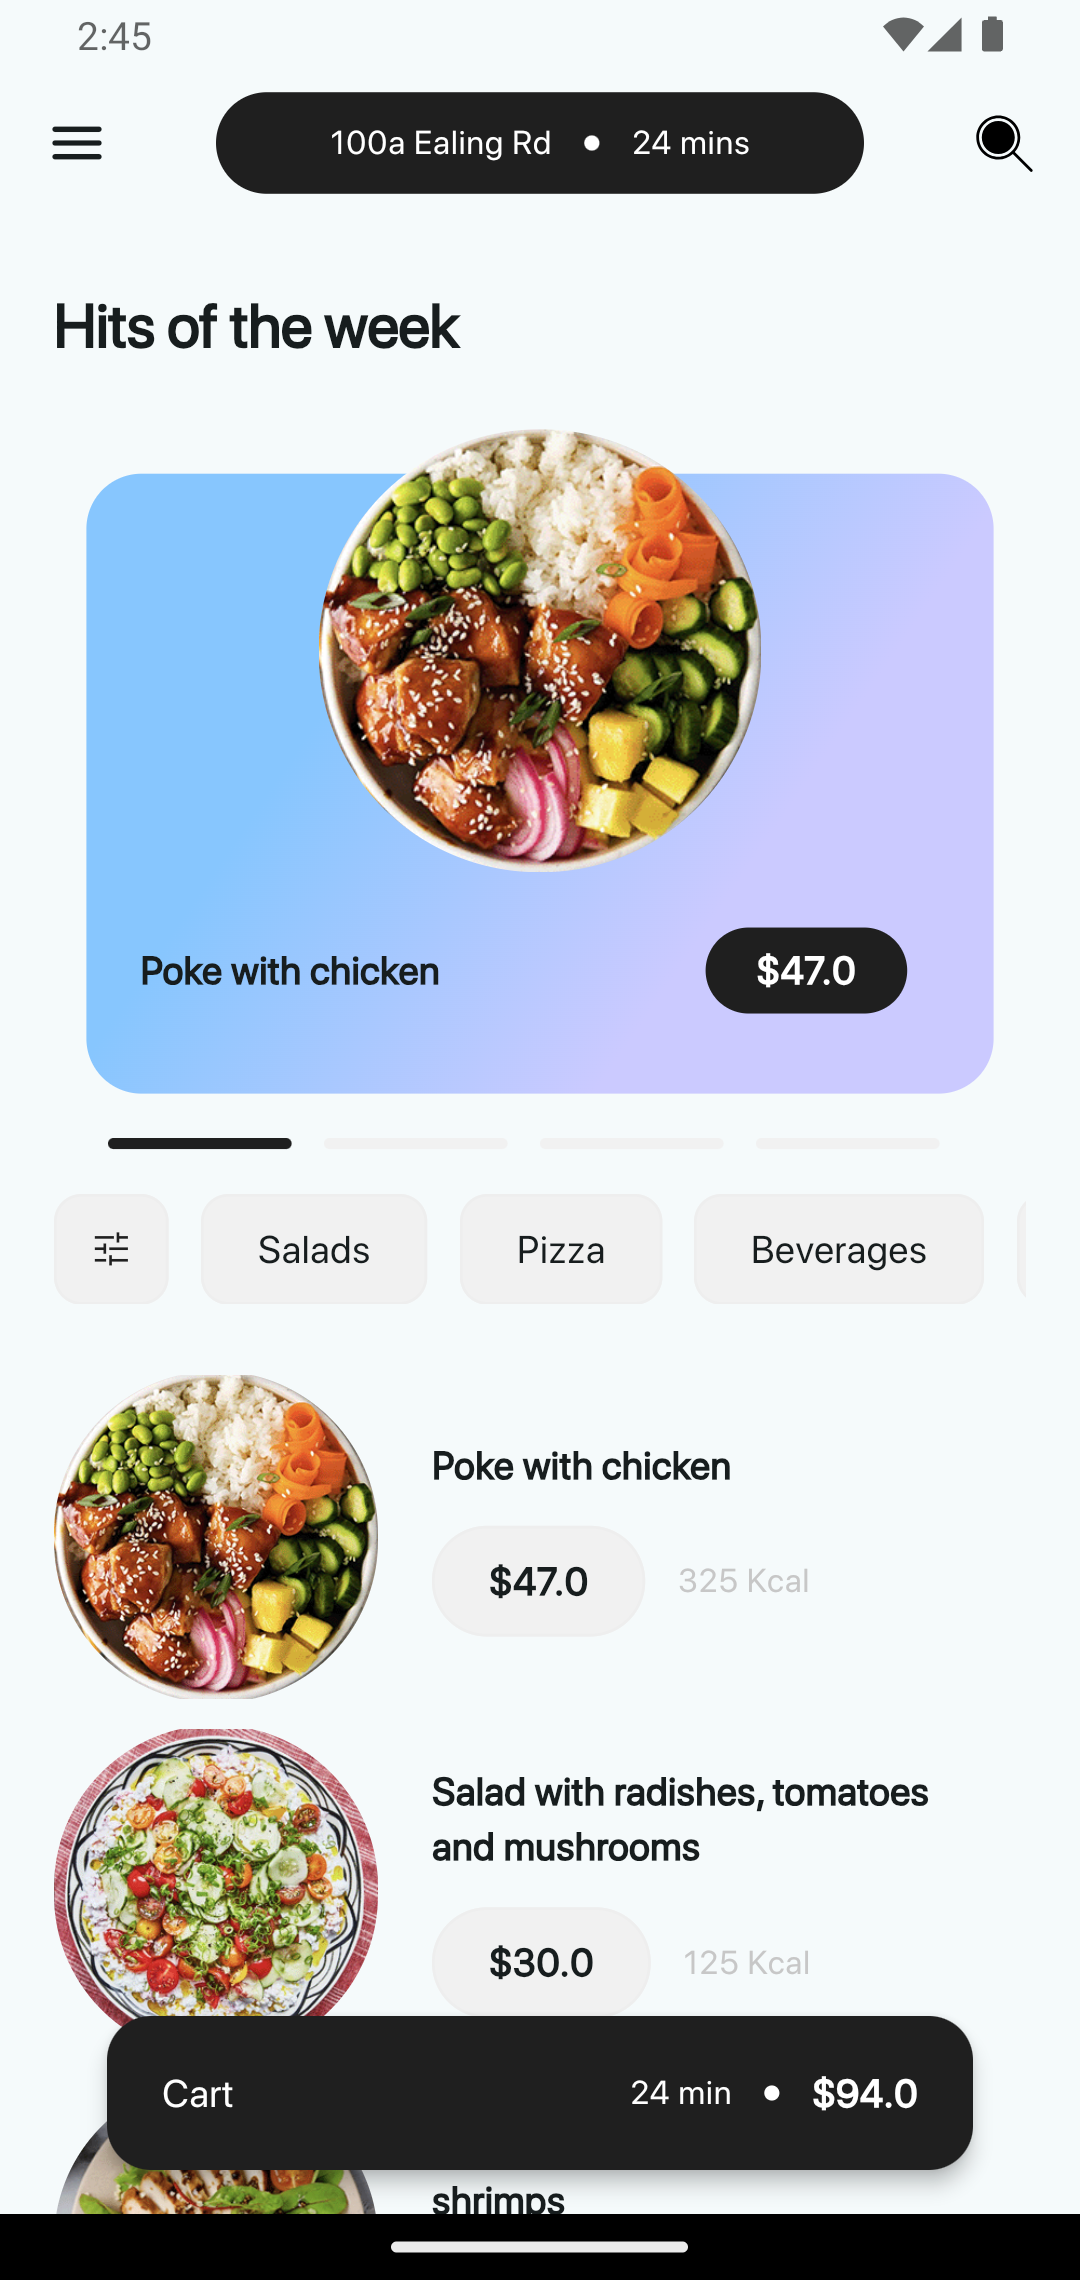 2:45
100a Ealing Rd • 24 mins
Hits of the week
Poke with chicken
$47.0
Salads
Pizza
Beverages
Poke with chicken
$47.0
325 Kcal
Salad with radishes, tomatoes
and mushrooms
$30.0
125 Kcal
Cart
24 min • $94.0
shrimps